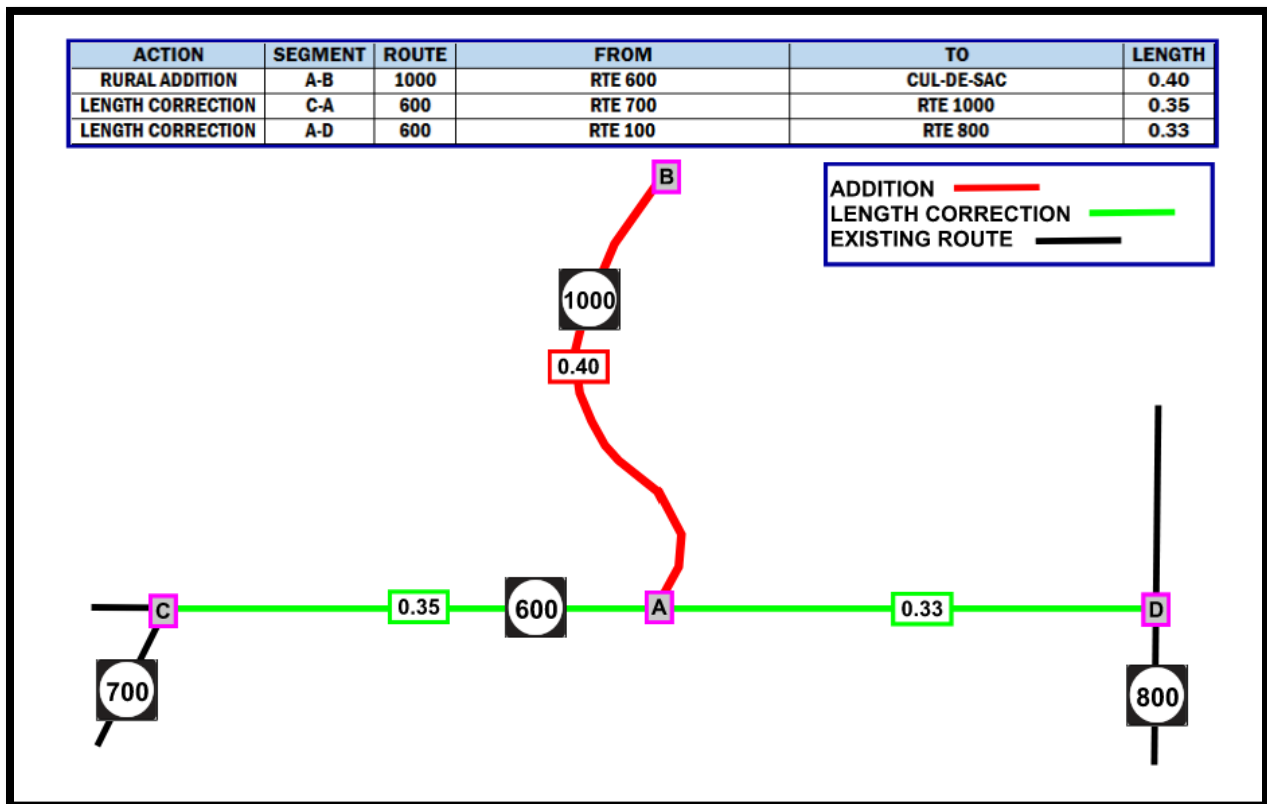 ACTION SEGMENT ROUTE FROM TO LENGTH
RURAL ADDITION A-B 1000 RTE 600 CUL-DE-SAC 0.40
LENGTH CORRECTION C-A 600 RTE 700 RTE 1000 0.35
LENGTH CORRECTION A-D 600 RTE 100 RTE 800 0.33
B
ADDITION
LENGTH CORRECTION
EXISTING ROUTE
1000
0.40
C 0.35 600 A 0.33 D
700 800